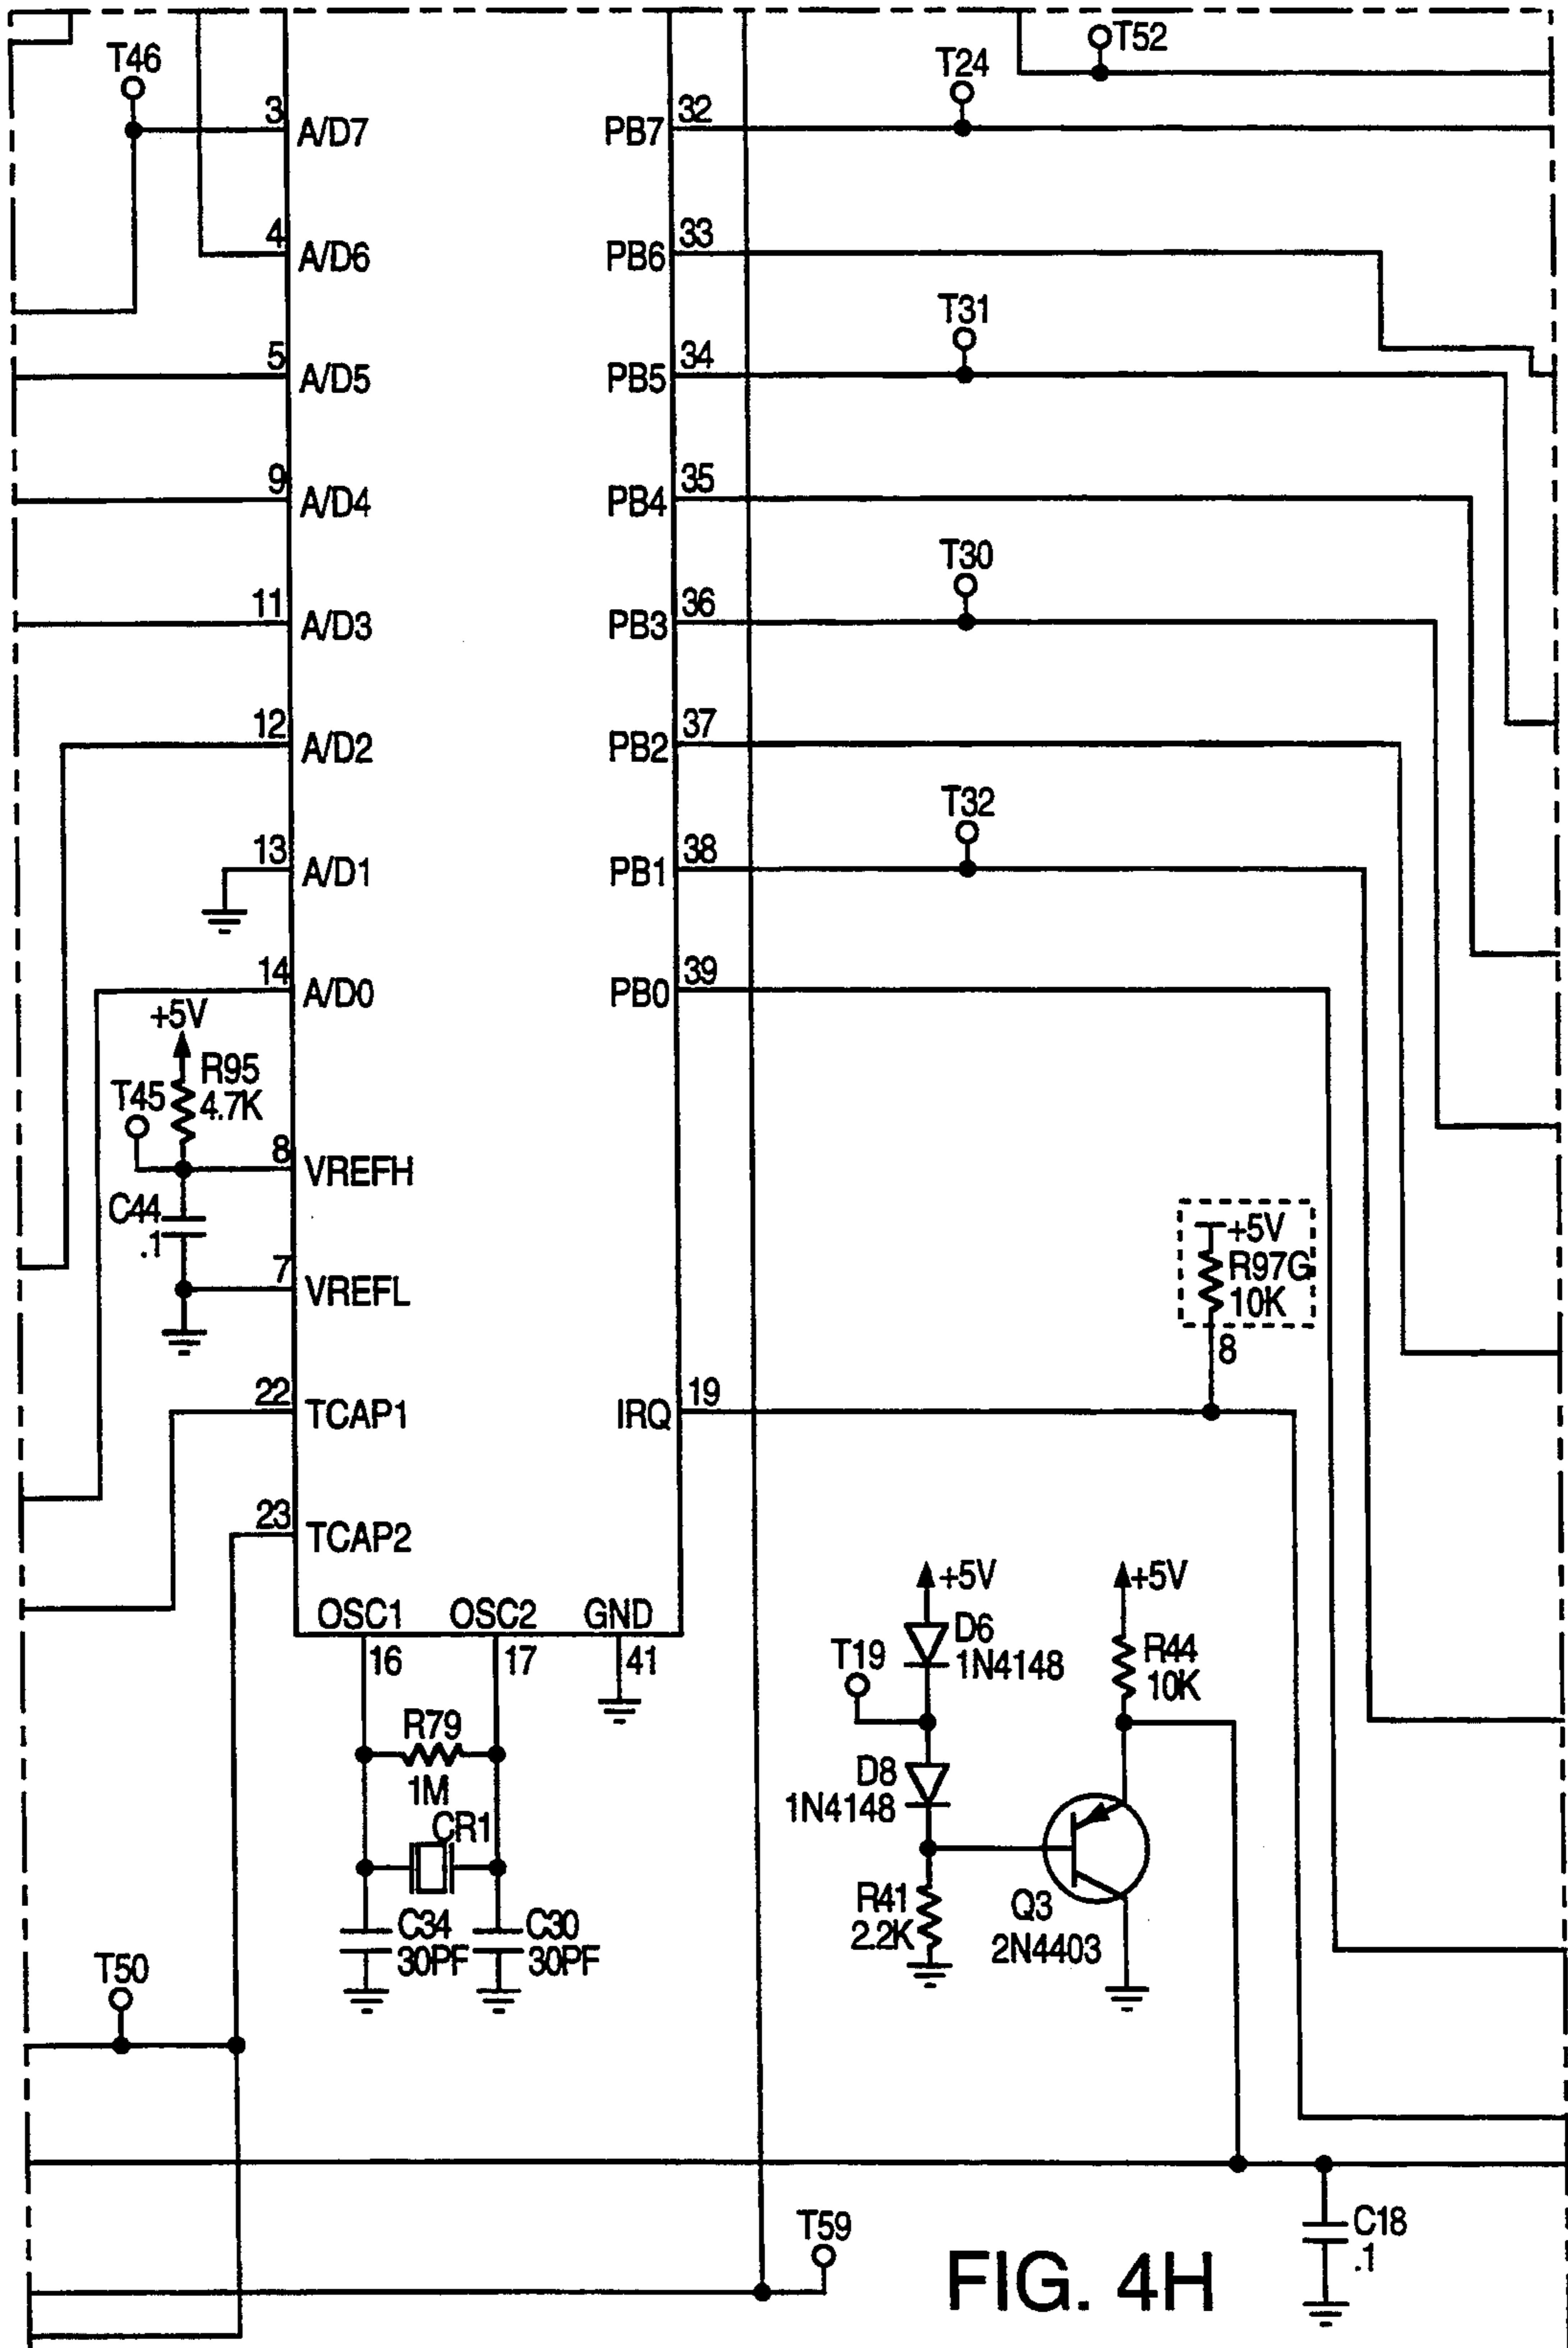 T46
T24
T52
3 A/D7
PB7 32
4 A/D6
PB6 33
T31
5 A/D5
PB5 34
9 A/D4
PB4 35
T30
11 A/D3
PB3 36
12 A/D2
PB2 37
T32
13 A/D1
PB1 38
14 A/D0
PB0 39
+5V
R95
4.7K
T45
8 VREFH
C44
.1
7 VREFL
+5V
R97G
10K
8
22 TCAP1
IRQ 19
23 TCAP2
OSC1 OSC2 GND
16 17 41
+5V
D6
1N4148
T19
+5V
R44
10K
R79
1M
D8
1N4148
CR1
C34
30PF
C30
30PF
R41
2.2K
Q3
2N4403
T50
T59
C18
.1
FIG. 4H